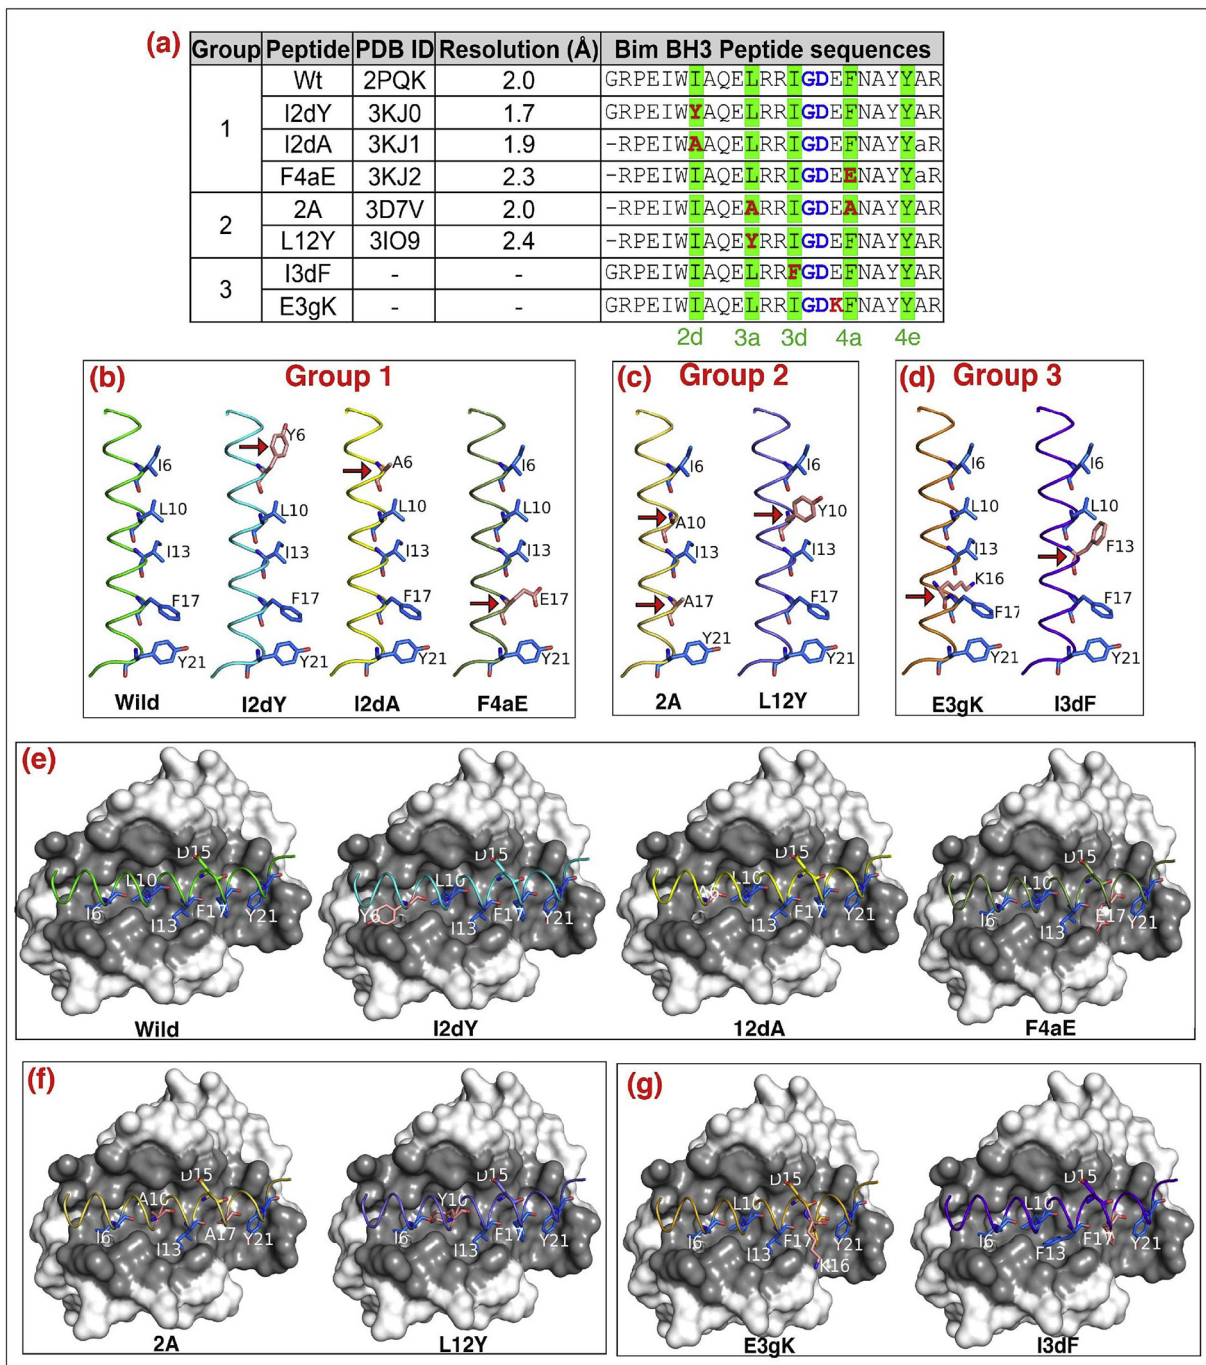 (a)
Group Peptide PDB ID Resolution (Å) Bim BH3 Peptide sequences
1
Wt 2PQK 2.0 GRPEIWIAQELRRIGDEFNAYYAR
I2dY 3KJ0 1.7 GRPEIWYAQELRRIGDEFNAYYAR
I2dA 3KJ1 1.9 -RPEIWAAQELRRIGDEFNAYYaR
F4aE 3KJ2 2.3 -RPEIWIAQELRRIGDEENAYYaR
2
2A 3D7V 2.0 -RPEIWIAQEARRIGDEANAYYAR
L12Y 3IO9 2.4 -RPEIWIAQEYRRIGDEFNAYYAR
3
I3dF - - GRPEIWIAQELRRFGDEFNAYYAR
E3gK - - GRPEIWIAQELRRIGDKFNAYYAR
2d 3a 3d 4a 4e
(b) Group 1
I6 L10 I13 F17 Y21
Wild
Y6 L10 I13 F17 Y21
I2dY
A6 L10 I13 F17 Y21
I2dA
I6 L10 I13 E17 Y21
F4aE
(c) Group 2
I6 A10 I13 A17 Y21
2A
I6 Y10 I13 F17 Y21
L12Y
(d) Group 3
I6 L10 I13 K16 F17 Y21
E3gK
I6 L10 F13 F17 Y21
I3dF
(e)
D15 L10 I6 I13 F17 Y21
Wild
D15 L10 Y6 I13 F17 Y21
I2dY
D15 L10 A6 I13 F17 Y21
12dA
D15 L10 I6 I13 E17 Y21
F4aE
(f)
D15 A10 I6 I13 A17 Y21
2A
D15 Y10 I6 I13 F17 Y21
L12Y
(g)
D15 L10 I6 I13 F17 Y21 K16
E3gK
D15 L10 I6 F13 F17 Y21
I3dF